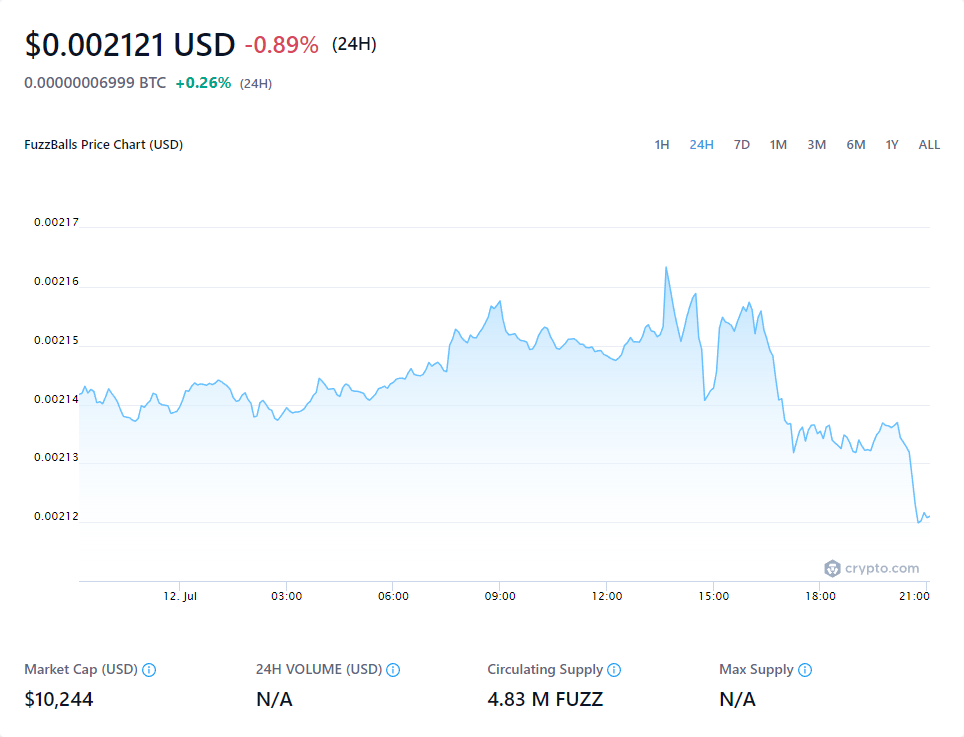 $0.002121 USD -0.89% (24H)
0.00000006999 BTC +0.26% (24H)
FuzzBalls Price Chart (USD) 1H 24H 7D 1M 3M 6M 1Y ALL
0.00217
0.00216
0.00215
0.00214
0.00213
0.00212
crypto.com
12. Jul 03:00 06:00 09:00 12:00 15:00 18:00 21:00
Market Cap (USD) 24H VOLUME (USD) Circulating Supply Max Supply
$10,244 N/A 4.83 M FUZZ N/A